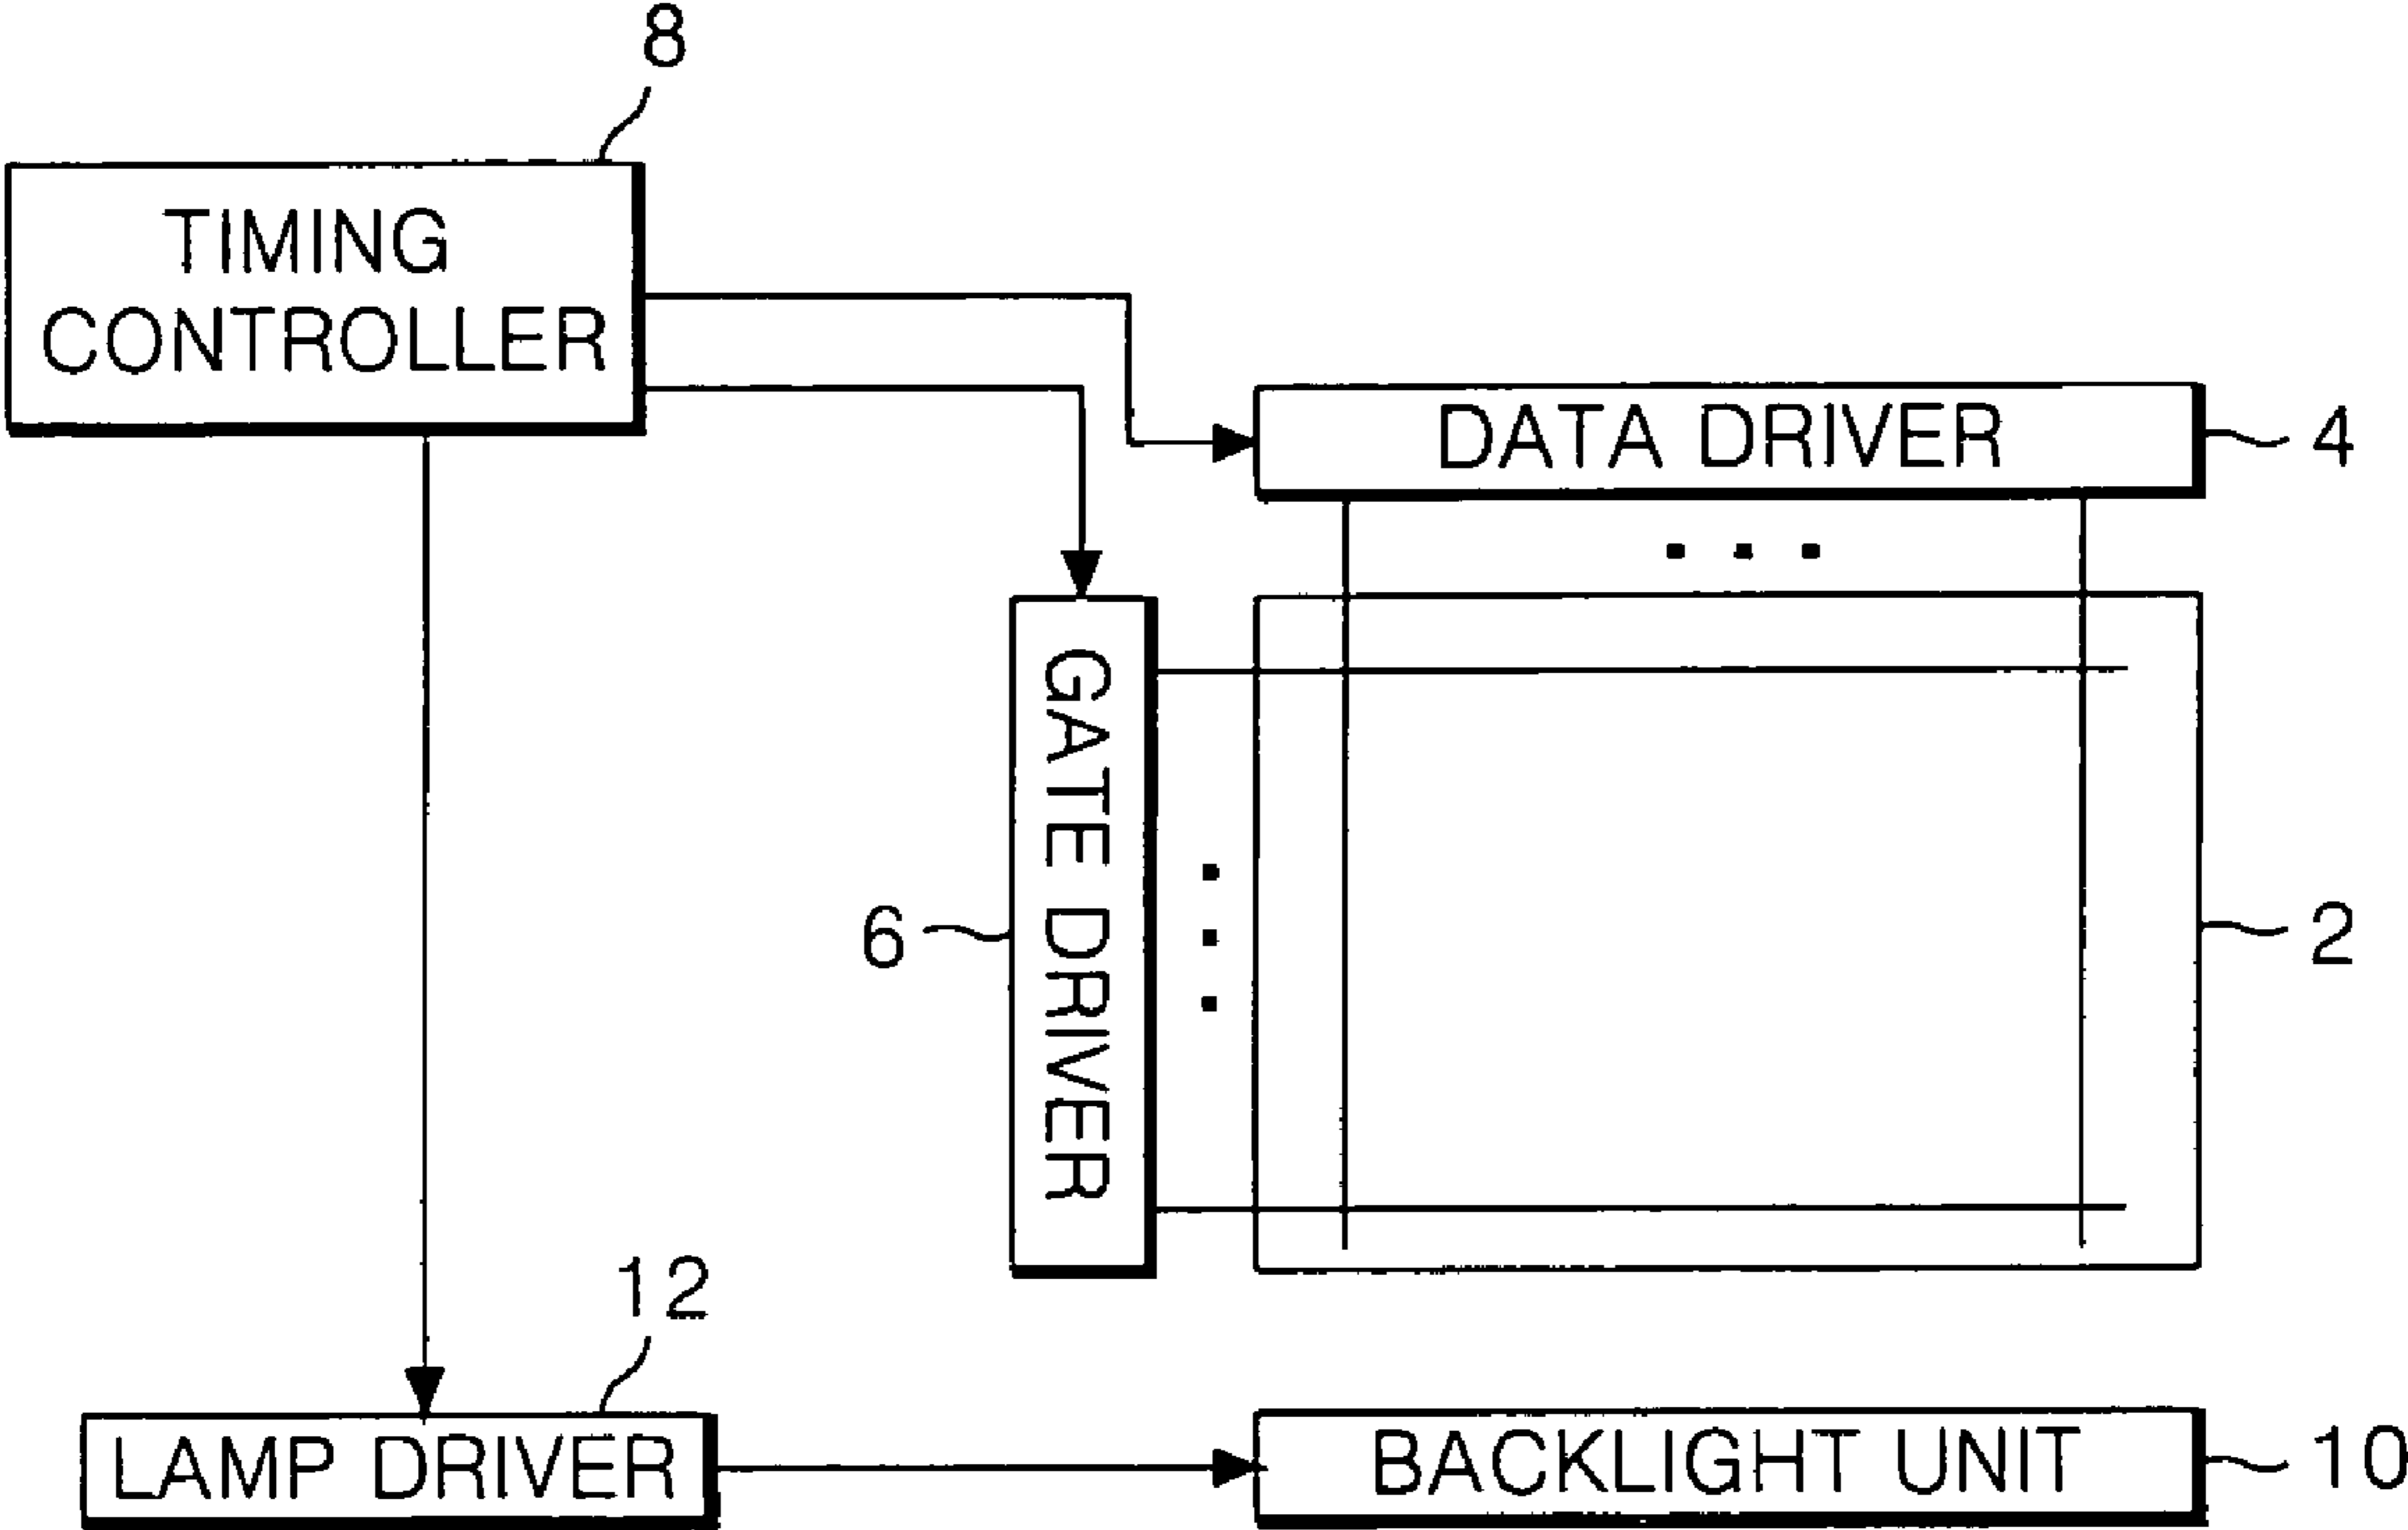 8
TIMING
CONTROLLER
DATA DRIVER
4
GATE DRIVER
6
2
12
LAMP DRIVER
BACKLIGHT UNIT
10